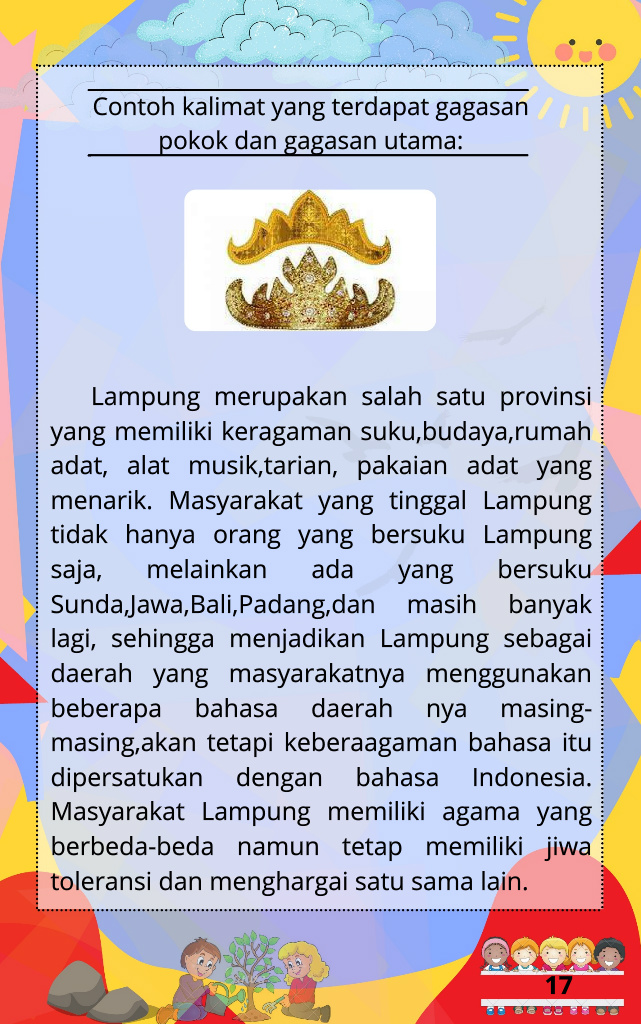 Contoh kalimat yang terdapat gagasan
pokok dan gagasan utama:
Lampung merupakan salah satu provinsi
yang memiliki keragaman suku,budaya,rumah
adat, alat musik,tarian, pakaian adat yang
menarik. Masyarakat yang tinggal Lampung
tidak hanya orang yang bersuku Lampung
saja, melainkan ada yang bersuku
Sunda,Jawa,Bali,Padang,dan masih banyak
lagi, sehingga menjadikan Lampung sebagai
daerah yang masyarakatnya menggunakan
beberapa bahasa daerah nya masing-
masing,akan tetapi keberaagaman bahasa itu
dipersatukan dengan bahasa Indonesia.
Masyarakat Lampung memiliki agama yang
berbeda-beda namun tetap memiliki jiwa
toleransi dan menghargai satu sama lain.
17